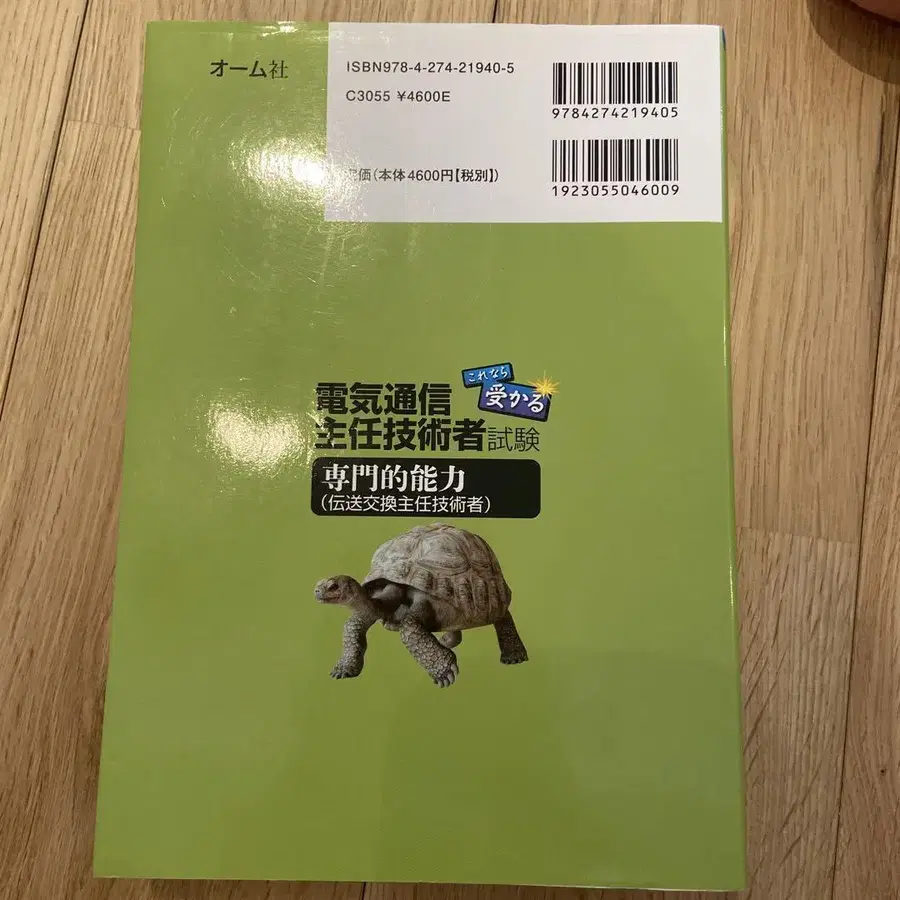 オーム社
ISBN978-4-274-21940-5
C3055 ¥4600E
価(本体4600円【税別】)
9784274219405
1923055046009
これなら
受かる
電気通信
主任技術者試験
専門的能力
(伝送交換主任技術者)